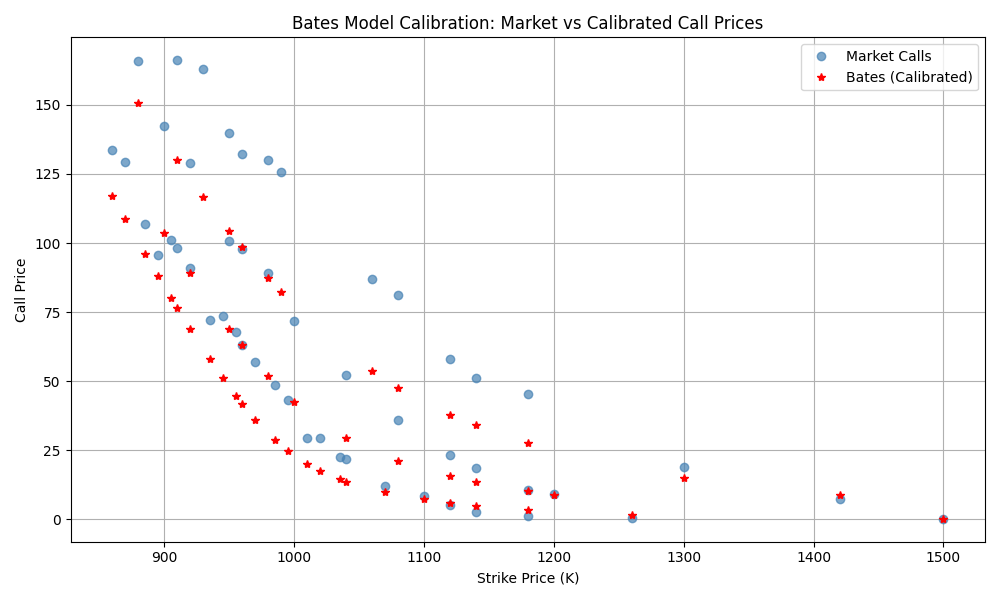 Bates Model Calibration: Market vs Calibrated Call Prices
Market Calls
Bates (Calibrated)
Call Price
150
125
100
75
50
25
0
900 1000 1100 1200 1300 1400 1500
Strike Price (K)